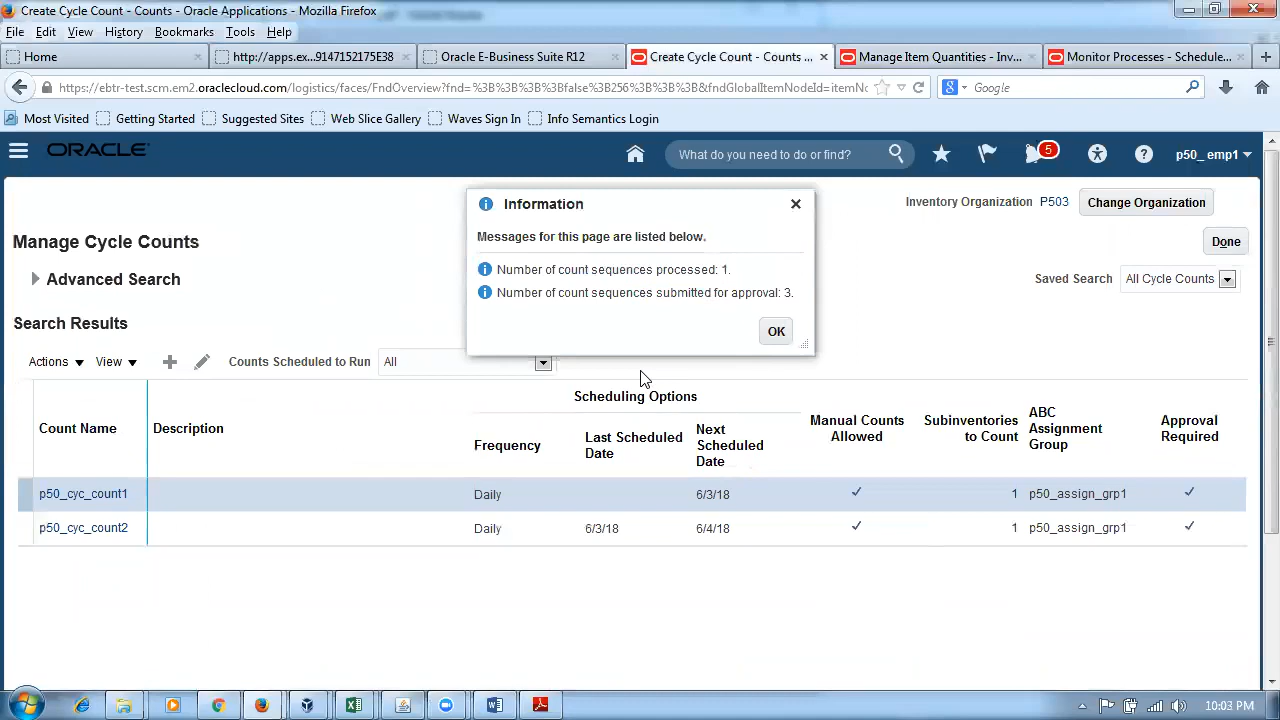 Create Cycle Count - Counts - Oracle Applications - Mozilla Firefox
File Edit View History Bookmarks Tools Help
Home
http://apps.ex...9147152175E38
Oracle E-Business Suite R12
Create Cycle Count - Counts ...
Manage Item Quantities - Inv...
Monitor Processes - Schedule...
https://ebtr-test.scm.em2.oraclecloud.com/logistics/faces/FndOverview?fnd=%3B%3B%3Bfalse%3B256%3B%3B%3B&fndGlobalItemNodeId=itemNo
Google
Most Visited Getting Started Suggested Sites Web Slice Gallery Waves Sign In Info Semantics Corporation
ORACLE
What do you need to do or find?
5
p50_ emp1
Inventory Organization P503 Change Organization
Manage Cycle Counts
Done
Advanced Search
Saved Search All Cycle Counts
Information
Messages for this page are listed below.
Number of count sequences processed: 1.
Number of count sequences submitted for approval: 3.
OK
Search Results
Actions View Counts Scheduled to Run All
Scheduling Options
Count Name Description Frequency Last Scheduled Date Next Scheduled Date Manual Counts Allowed Subinventories to Count ABC Assignment Group Approval Required
p50_cyc_count1 Daily 6/3/18 1 p50_assign_grp1
p50_cyc_count2 Daily 6/3/18 6/4/18 1 p50_assign_grp1
10:03 PM